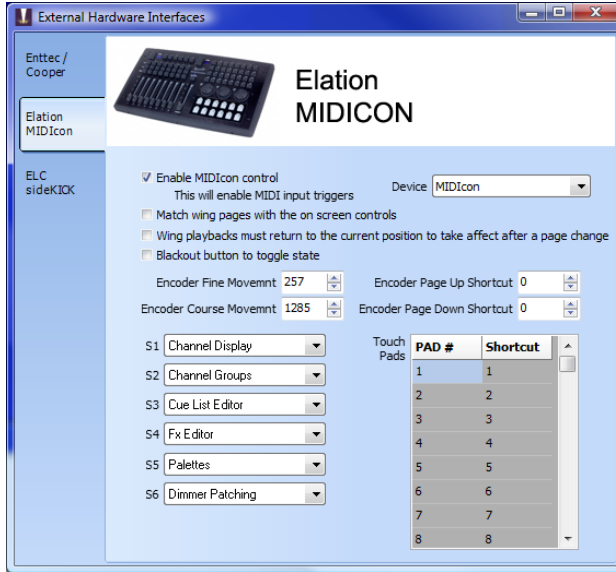 External Hardware Interfaces
Enttec /
Cooper
Elation
MIDIcon
ELC
sideKICK
Elation
MIDICON
Enable MIDIcon control
This will enable MIDI input triggers
Device MIDIcon
Match wing pages with the on screen controls
Wing playbacks must return to the current position to take affect after a page change
Blackout button to toggle state
Encoder Fine Movemnt 257 Encoder Page Up Shortcut 0
Encoder Course Movemnt 1285 Encoder Page Down Shortcut 0
S1 Channel Display
S2 Channel Groups
S3 Cue List Editor
S4 Fx Editor
S5 Palettes
S6 Dimmer Patching
Touch
Pads
PAD # Shortcut
1 1
2 2
3 3
4 4
5 5
6 6
7 7
8 8